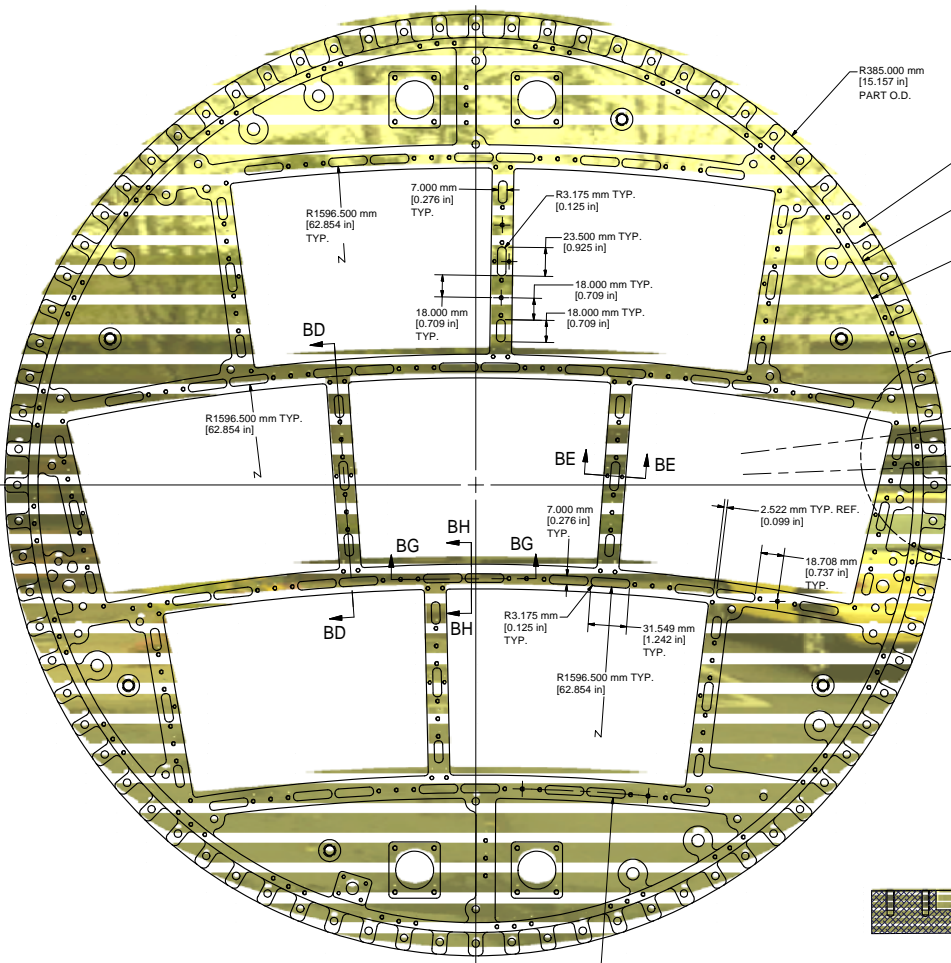 R385.000 mm
[15.157 in]
PART O.D.
7.000 mm
[0.276 in]
TYP.
R3.175 mm TYP.
[0.125 in]
R1596.500 mm
[62.854 in]
TYP.
23.500 mm TYP.
[0.925 in]
18.000 mm TYP.
[0.709 in]
18.000 mm
[0.709 in]
TYP.
18.000 mm TYP.
[0.709 in]
BD
R1596.500 mm TYP.
[62.854 in]
BE
BE
7.000 mm
[0.276 in]
TYP.
2.522 mm TYP. REF.
[0.099 in]
BH
BG
BG
18.708 mm
[0.737 in]
TYP.
BD
BH
R3.175 mm
[0.125 in]
TYP.
31.549 mm
[1.242 in]
TYP.
R1596.500 mm TYP.
[62.854 in]